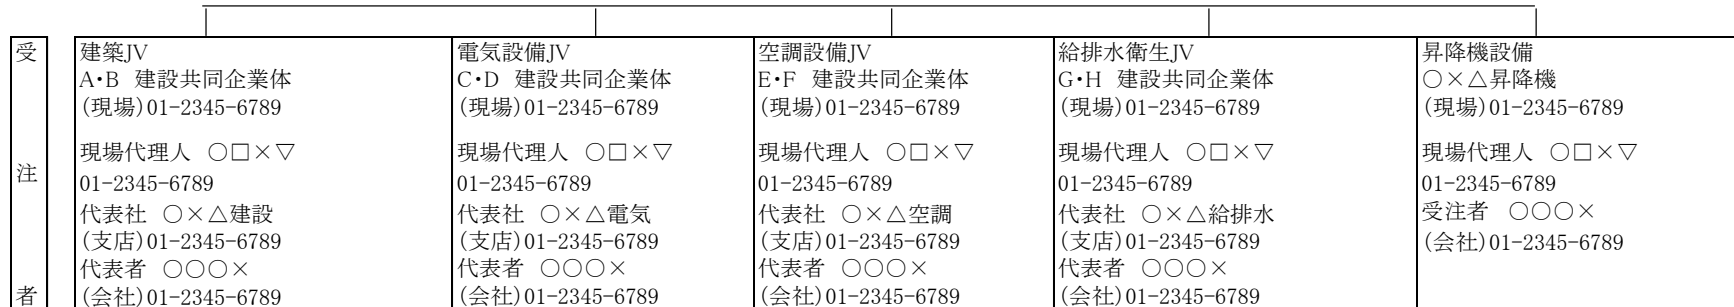 受
注
者
建築JV
A・B 建設共同企業体
(現場)01-2345-6789
現場代理人 ○□×▽
01-2345-6789
代表社 ○×△建設
(支店)01-2345-6789
代表者 ○○○×
(会社)01-2345-6789
電気設備JV
C・D 建設共同企業体
(現場)01-2345-6789
現場代理人 ○□×▽
01-2345-6789
代表社 ○×△電気
(支店)01-2345-6789
代表者 ○○○×
(会社)01-2345-6789
空調設備JV
E・F 建設共同企業体
(現場)01-2345-6789
現場代理人 ○□×▽
01-2345-6789
代表社 ○×△空調
(支店)01-2345-6789
代表者 ○○○×
(会社)01-2345-6789
給排水衛生JV
G・H 建設共同企業体
(現場)01-2345-6789
現場代理人 ○□×▽
01-2345-6789
代表社 ○×△給排水
(支店)01-2345-6789
代表者 ○○○×
(会社)01-2345-6789
昇降機設備
○×△昇降機
(現場)01-2345-6789
現場代理人 ○□×▽
01-2345-6789
受注者 ○○○×
(会社)01-2345-6789